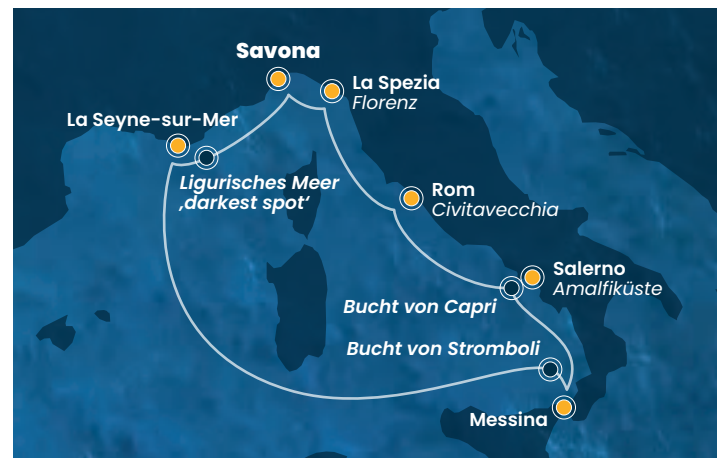 Savona
La Spezia
Florenz
La Seyne-sur-Mer
Ligurisches Meer
‚darkest spot‘
Rom
Civitavecchia
Salerno
Amalfiküste
Bucht von Capri
Bucht von Stromboli
Messina